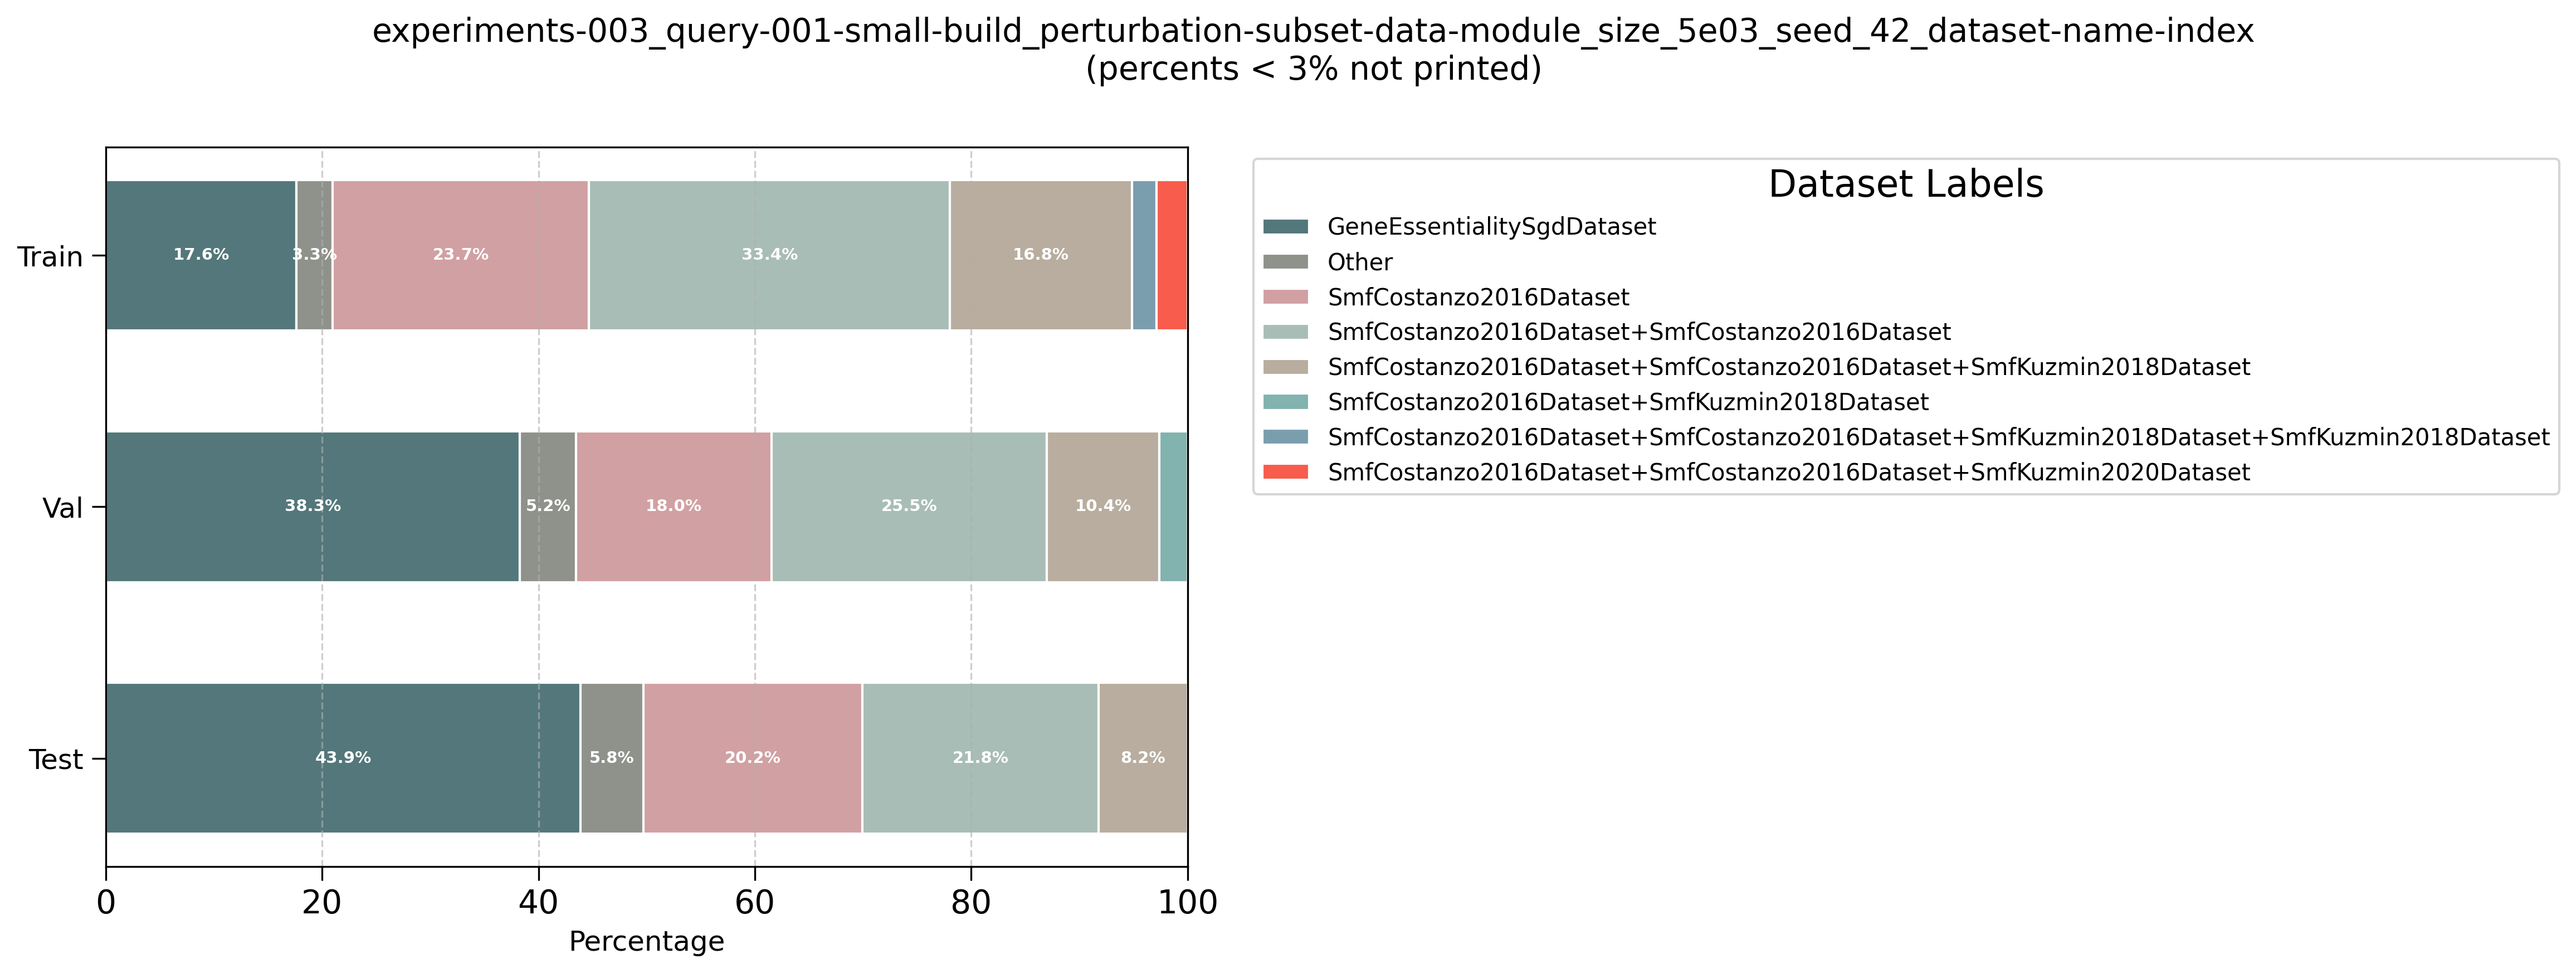 experiments-003_query-001-small-build_perturbation-subset-data-module_size_5e03_seed_42_dataset-name-index
(percents < 3% not printed)
Dataset Labels
GeneEssentialitySgdDataset
Other
SmfCostanzo2016Dataset
SmfCostanzo2016Dataset+SmfCostanzo2016Dataset
SmfCostanzo2016Dataset+SmfCostanzo2016Dataset+SmfKuzmin2018Dataset
SmfCostanzo2016Dataset+SmfKuzmin2018Dataset
SmfCostanzo2016Dataset+SmfCostanzo2016Dataset+SmfKuzmin2018Dataset+SmfKuzmin2018Dataset
SmfCostanzo2016Dataset+SmfCostanzo2016Dataset+SmfKuzmin2020Dataset
Train 17.6% 3.3% 23.7% 33.4% 16.8%
Val 38.3% 5.2% 18.0% 25.5% 10.4%
Test 43.9% 5.8% 20.2% 21.8% 8.2%
0 20 40 60 80 100
Percentage